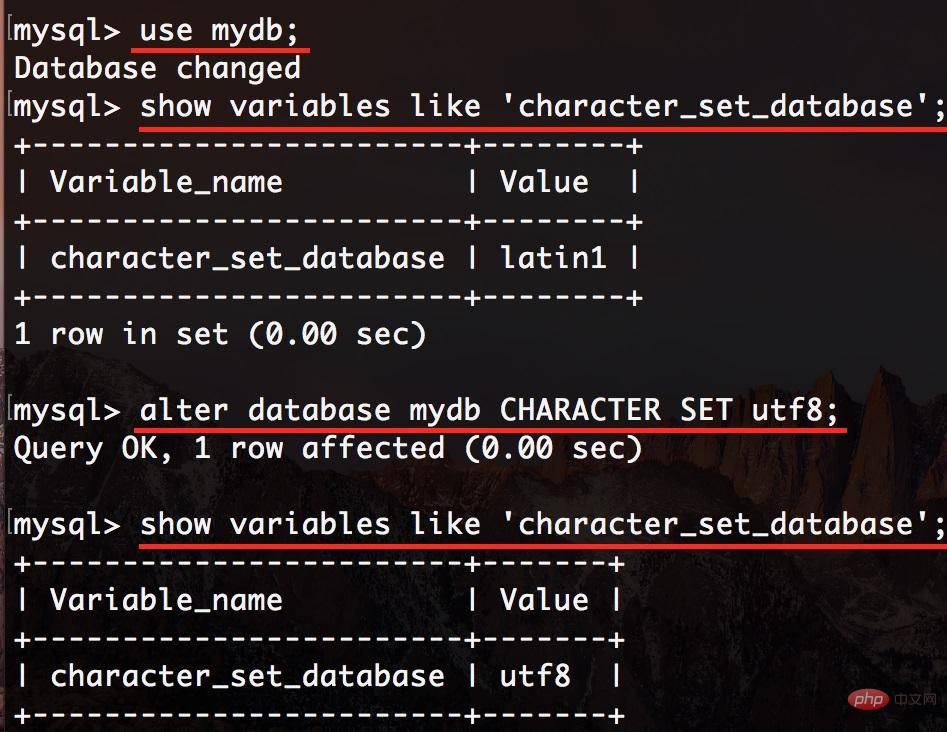 mysql> use mydb;
Database changed
mysql> show variables like 'character_set_database';
+------------------------+--------+
| Variable_name          | Value  |
+------------------------+--------+
| character_set_database | latin1 |
+------------------------+--------+
1 row in set (0.00 sec)
mysql> alter database mydb CHARACTER SET utf8;
Query OK, 1 row affected (0.00 sec)
mysql> show variables like 'character_set_database';
+------------------------+-------+
| Variable_name          | Value |
+------------------------+-------+
| character_set_database | utf8  |
+------------------------+-------+
php 中文网